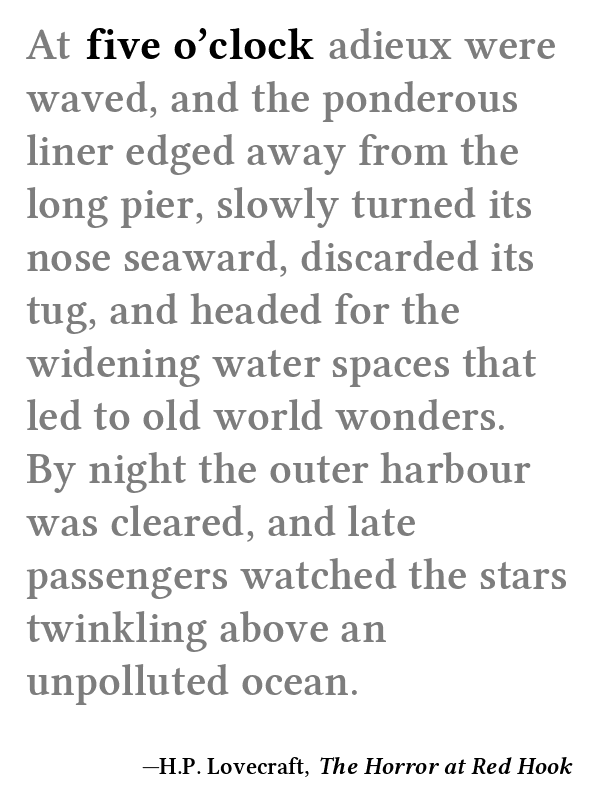 At five o’clock adieux were
waved, and the ponderous
liner edged away from the
long pier, slowly turned its
nose seaward, discarded its
tug, and headed for the
widening water spaces that
led to old world wonders.
By night the outer harbour
was cleared, and late
passengers watched the stars
twinkling above an
unpolluted ocean.
—H.P. Lovecraft, The Horror at Red Hook